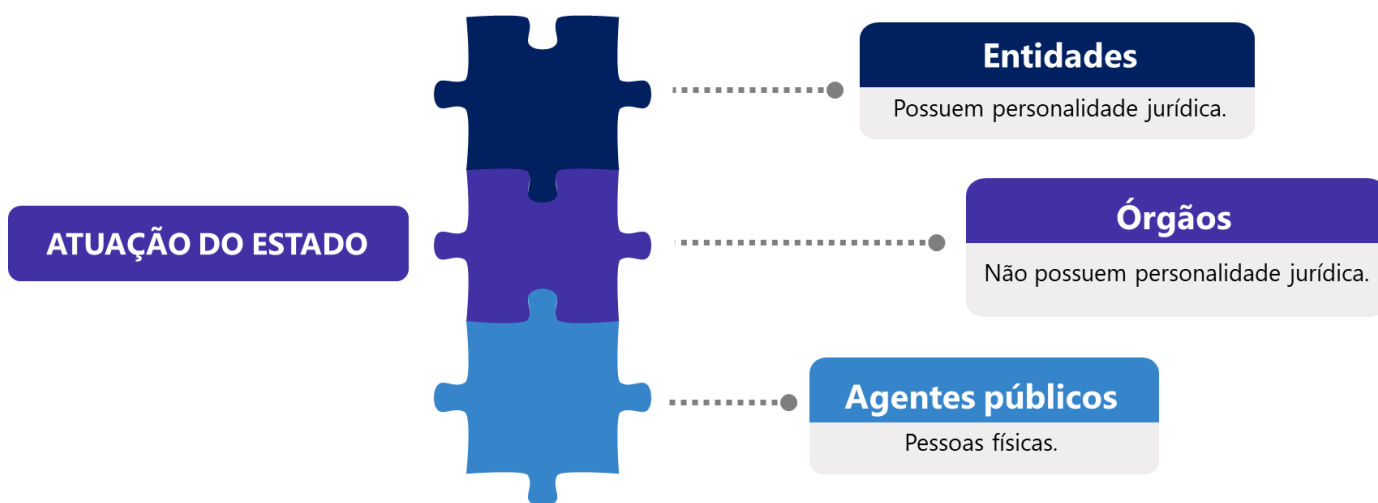 ATUAÇÃO DO ESTADO
Entidades
Possuem personalidade jurídica.
Órgãos
Não possuem personalidade jurídica.
Agentes públicos
Pessoas físicas.